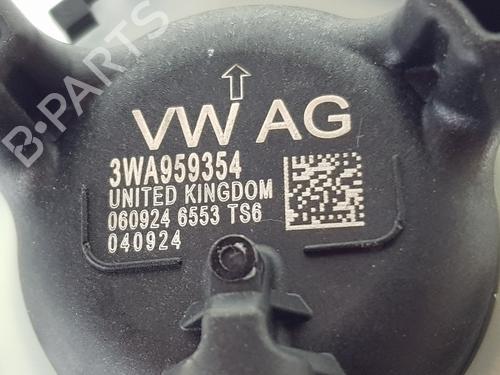 VW AG
3WA959354
UNITED KINGDOM
060924 6553 TS6
040924
B-PARTS